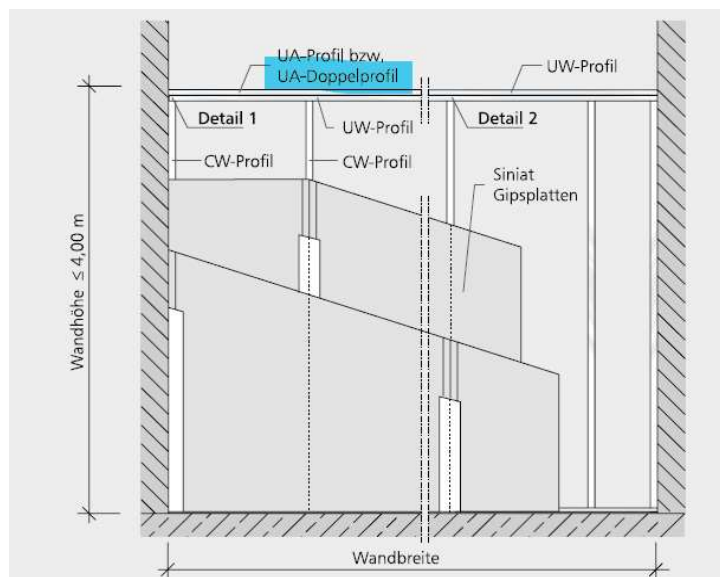 UA-Profil bzw.
UA-Doppelprofil
UW-Profil
Detail 1
UW-Profil
Detail 2
CW-Profil
CW-Profil
Siniat
Gipsplatten
Wandhöhe ≤ 4,00 m
Wandbreite